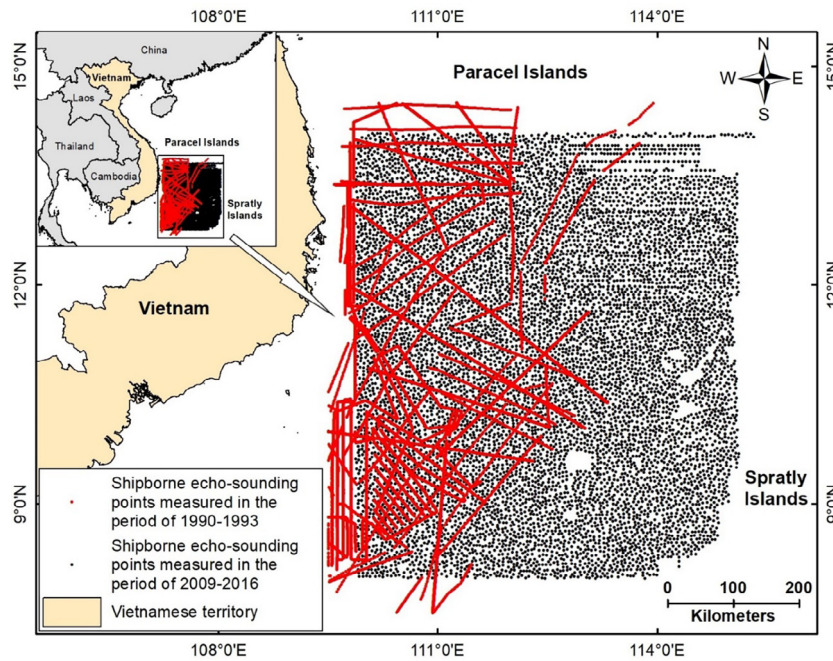 108°0'E
111°0'E
114°0'E
15°0'N
15°0'N
China
Vietnam
Laos
Thailand
Cambodia
Paracel Islands
Spratly
Islands
Paracel Islands
N
W
E
S
12°0'N
12°0'N
Vietnam
Spratly
Islands
9°0'N
9°0'N
Shipborne echo-sounding
points measured in the
period of 1990-1993
Shipborne echo-sounding
points measured in the
period of 2009-2016
Vietnamese territory
0
100
200
Kilometers
108°0'E
111°0'E
114°0'E